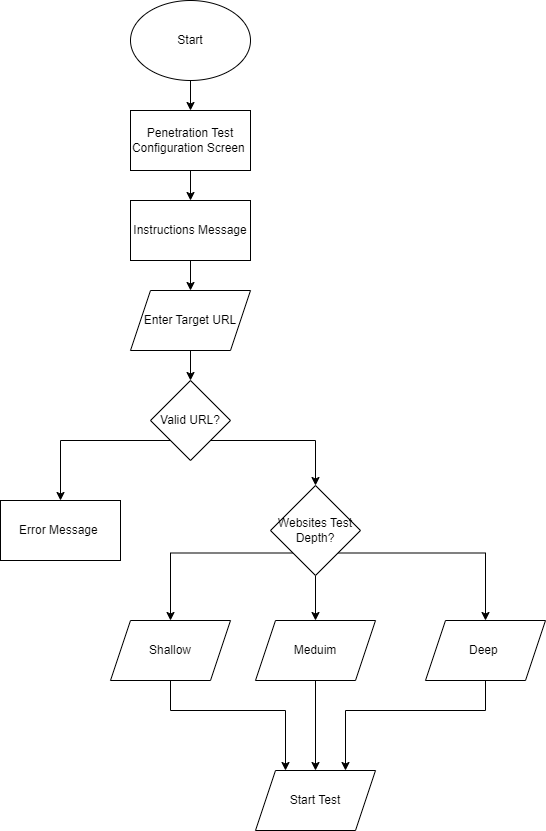 Start
Penetration Test
Configuration Screen
Instructions Message
Enter Target URL
Valid URL?
Error Message
Websites Test
Depth?
Shallow
Meduim
Deep
Start Test